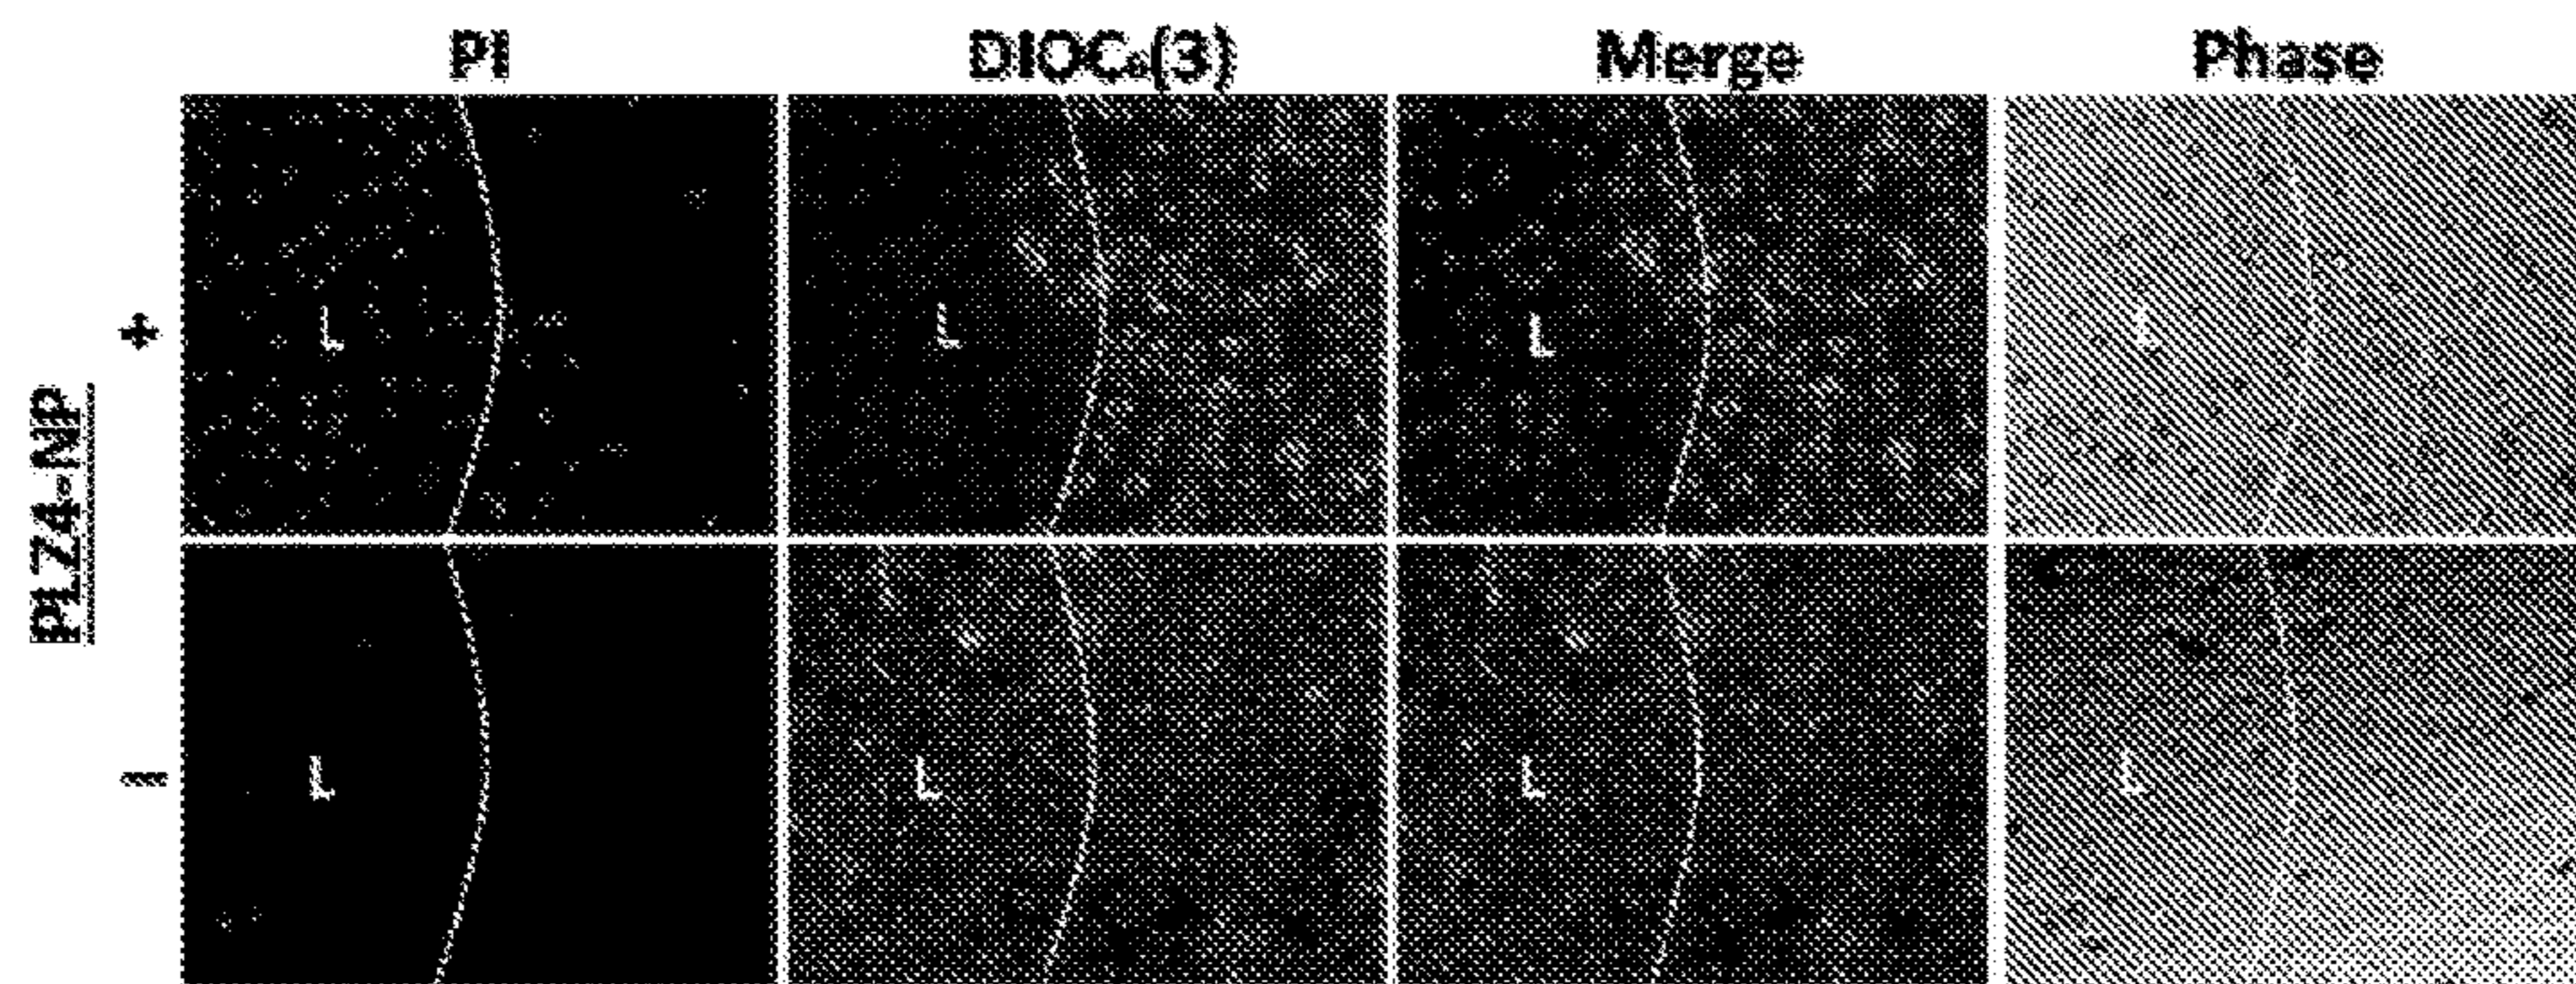 PI DIOC₆(3) Merge Phase
PLZ4-NP
+
L L L L
-
L L L L